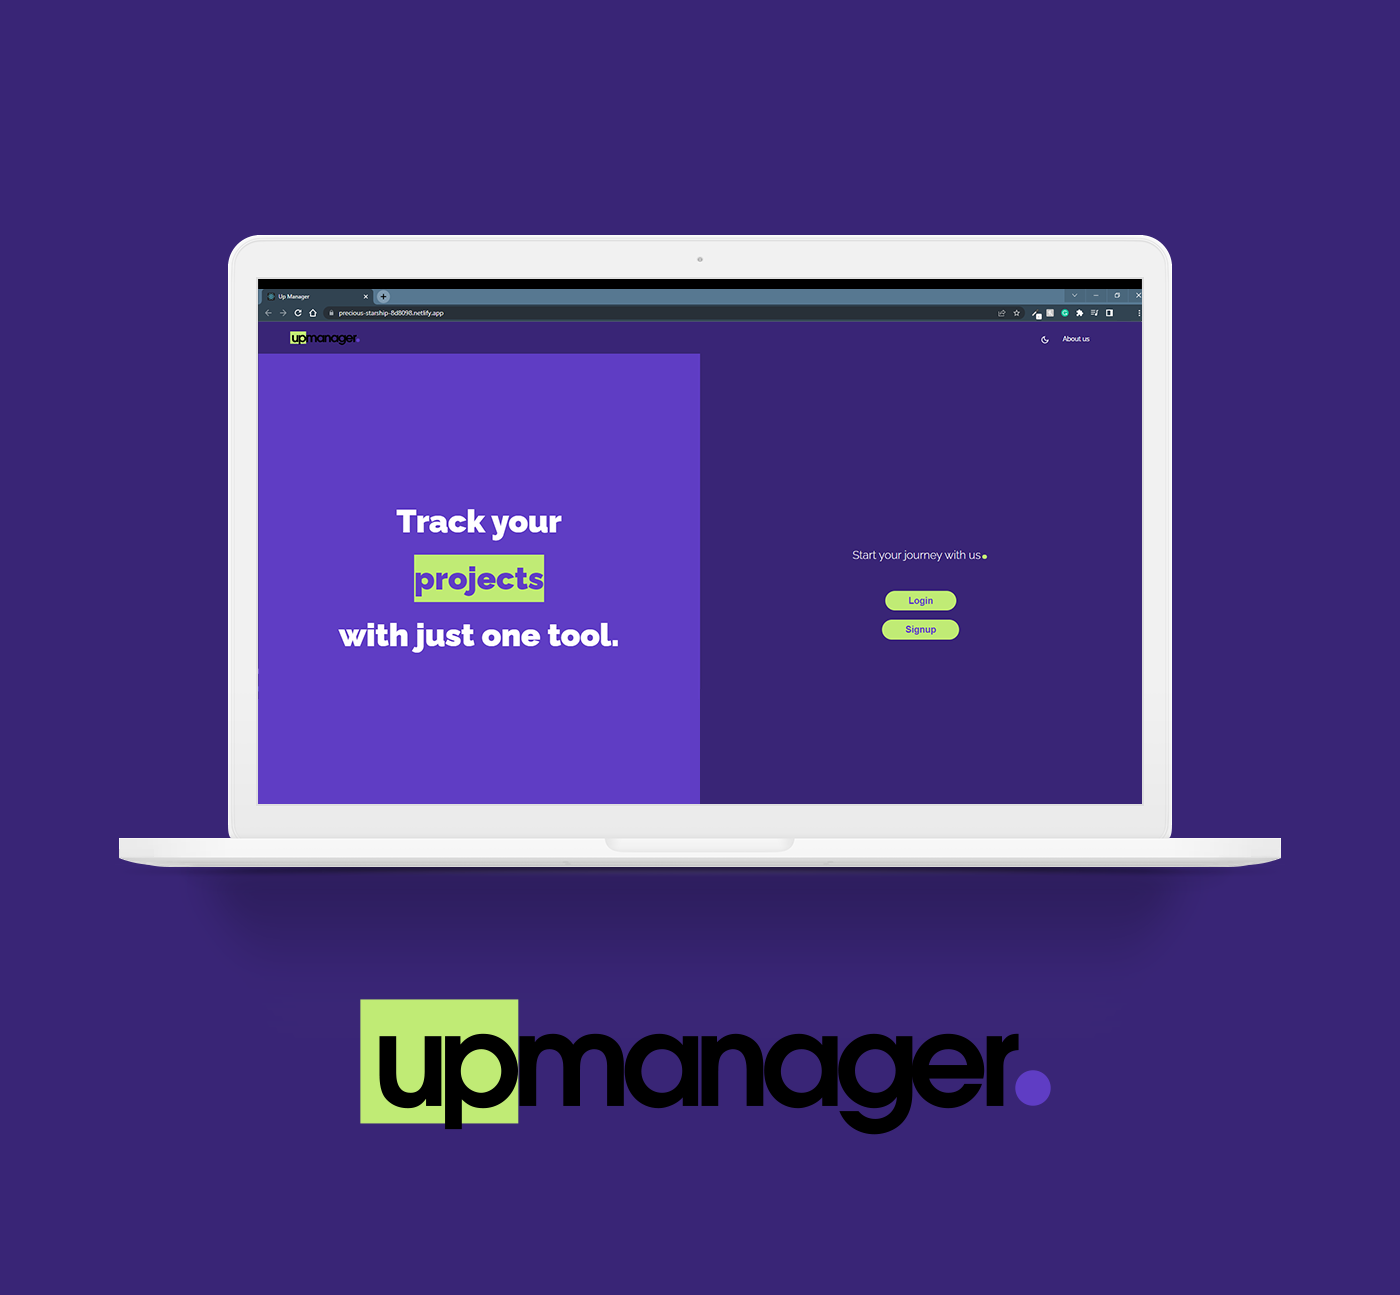 Up Manager
precious-starship-8d8098.netlify.app
upmanager.
About us
Track your
projects
with just one tool.
Start your journey with us.
Login
Signup
upmanager.